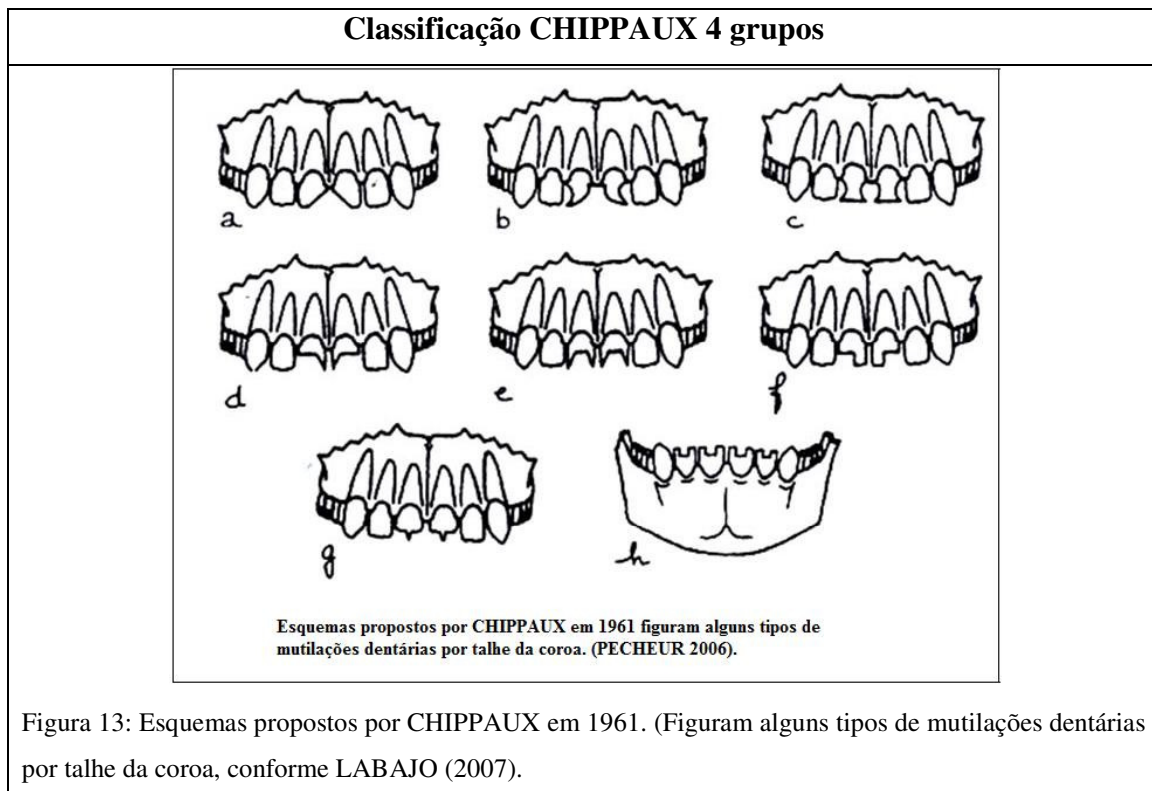 Classificação CHIPPAUX 4 grupos
a
b
c
d
e
f
g
h
Esquemas propostos por CHIPPAUX em 1961 figuram alguns tipos de
mutilações dentárias por talhe da coroa. (PECHEUR 2006).
Figura 13: Esquemas propostos por CHIPPAUX em 1961. (Figuram alguns tipos de mutilações dentárias
por talhe da coroa, conforme LABAJO (2007).